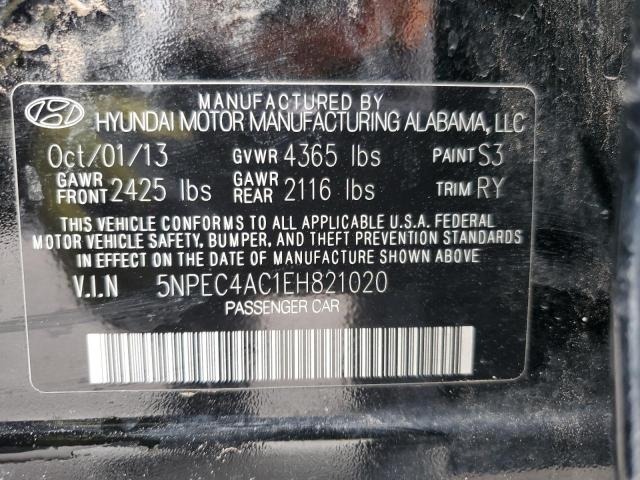 MANUFACTURED BY
HYUNDAI MOTOR MANUFACTURING ALABAMA, LLC
Oct/01/13 GVWR 4365 lbs PAINT S3
GAWR FRONT 2425 lbs GAWR REAR 2116 lbs TRIM RY
THIS VEHICLE CONFORMS TO ALL APPLICABLE U.S.A. FEDERAL
MOTOR VEHICLE SAFETY, BUMPER, AND THEFT PREVENTION STANDARDS
IN EFFECT ON THE DATE OF MANUFACTURE SHOWN ABOVE
V.I.N 5NPEC4AC1EH821020
PASSENGER CAR